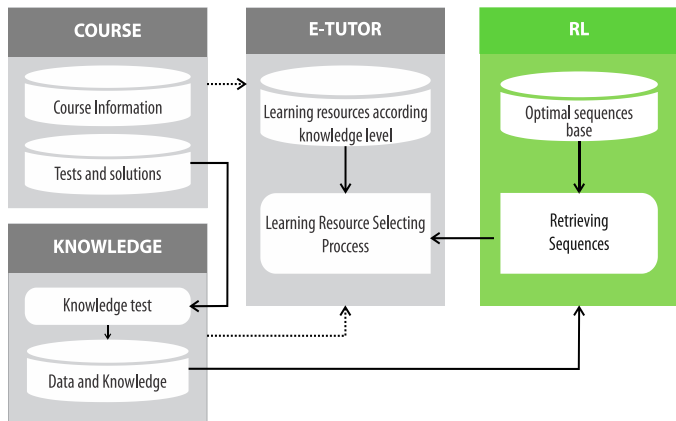 COURSE
Course Information
Tests and solutions
KNOWLEDGE
Knowledge test
Data and Knowledge
E-TUTOR
Learning resources according
knowledge level
Learning Resource Selecting
Proccess
RL
Optimal sequences
base
Retrieving
Sequences